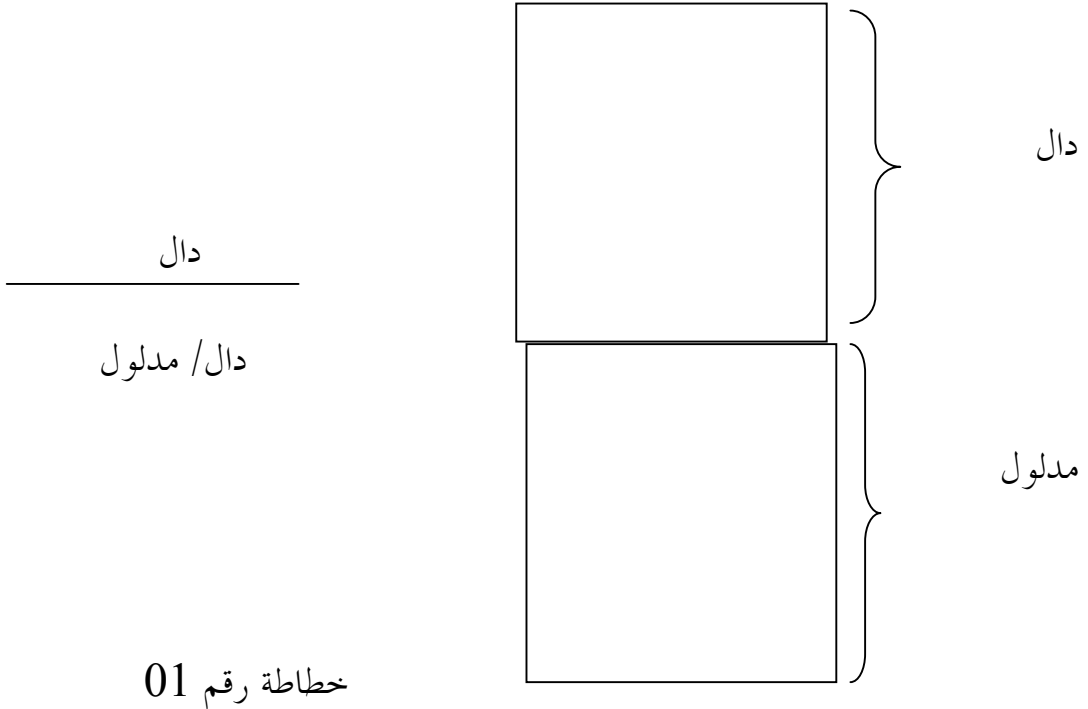 دال
دال
دال/ مدلول
مدلول
خطاطة رقم 01